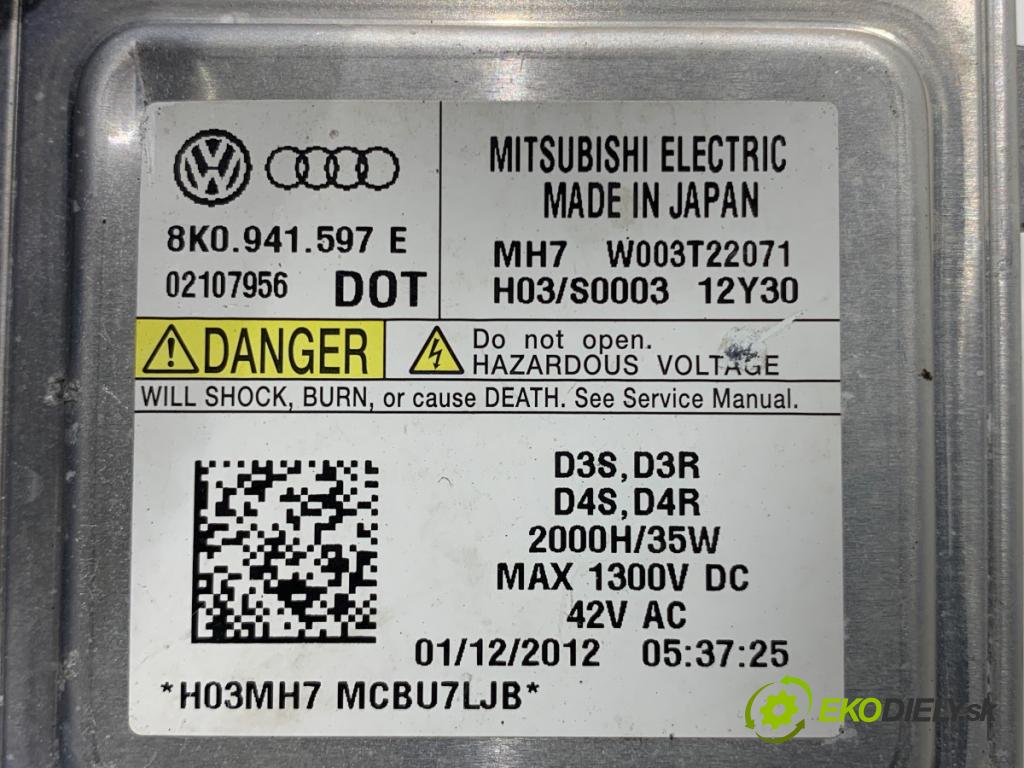 8K0.941.597 E
02107956 DOT
MITSUBISHI ELECTRIC
MADE IN JAPAN
MH7 W003T22071
H03/S0003 12Y30
DANGER
Do not open.
HAZARDOUS VOLTAGE
WILL SHOCK, BURN, or cause DEATH. See Service Manual.
D3S,D3R
D4S,D4R
2000H/35W
MAX 1300V DC
42V AC
01/12/2012 05:37:25
*H03MH7 MCBU7LJB*
EKODIELY.sk